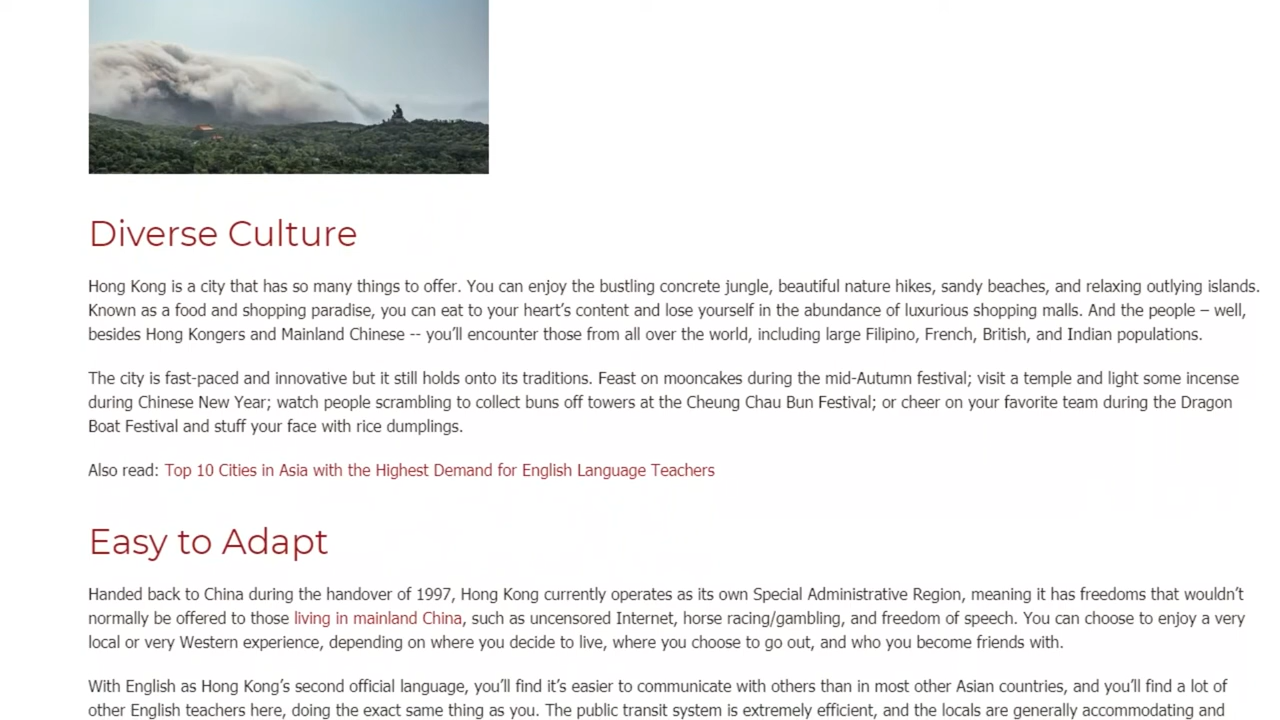 Diverse Culture
Hong Kong is a city that has so many things to offer. You can enjoy the bustling concrete jungle, beautiful nature hikes, sandy beaches, and relaxing outlying islands.
Known as a food and shopping paradise, you can eat to your heart’s content and lose yourself in the abundance of luxurious shopping malls. And the people – well,
besides Hong Kongers and Mainland Chinese -- you’ll encounter those from all over the world, including large Filipino, French, British, and Indian populations.
The city is fast-paced and innovative but it still holds onto its traditions. Feast on mooncakes during the mid-Autumn festival; visit a temple and light some incense
during Chinese New Year; watch people scrambling to collect buns off towers at the Cheung Chau Bun Festival; or cheer on your favorite team during the Dragon
Boat Festival and stuff your face with rice dumplings.
Also read: Top 10 Cities in Asia with the Highest Demand for English Language Teachers
Easy to Adapt
Handed back to China during the handover of 1997, Hong Kong currently operates as its own Special Administrative Region, meaning it has freedoms that wouldn’t
normally be offered to those living in mainland China, such as uncensored Internet, horse racing/gambling, and freedom of speech. You can choose to enjoy a very
local or very Western experience, depending on where you decide to live, where you choose to go out, and who you become friends with.
With English as Hong Kong’s second official language, you’ll find it’s easier to communicate with others than in most other Asian countries, and you’ll find a lot of
other English teachers here, doing the exact same thing as you. The public transit system is extremely efficient, and the locals are generally accommodating and